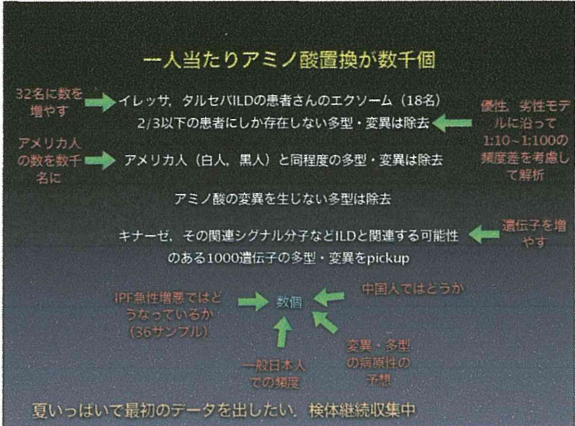 一人当たりアミノ酸置換が数千個
32名に数を
増やす
イレッサ，タルセバILDの患者さんのエクソーム（18名）
2/3以下の患者にしか存在しない多型・変異は除去
優性，劣性モデ
ルに沿って
1:10~1:100の
頻度差を考慮し
て解析
アメリカ人
の数を数千
名に
アメリカ人（白人，黒人）と同程度の多型・変異は除去
アミノ酸の変異を生じない多型は除去
キナーゼ，その関連シグナル分子などILDと関連する可能性
のある1000遺伝子の多型・変異をpickup
遺伝子を増
やす
IPF急性増悪ではど
うなっているか
（36サンプル）
数個
中国人ではどうか
一般日本人
での頻度
変異・多型
の病原性の
予想
夏いっぱいで最初のデータを出したい．検体継続収集中